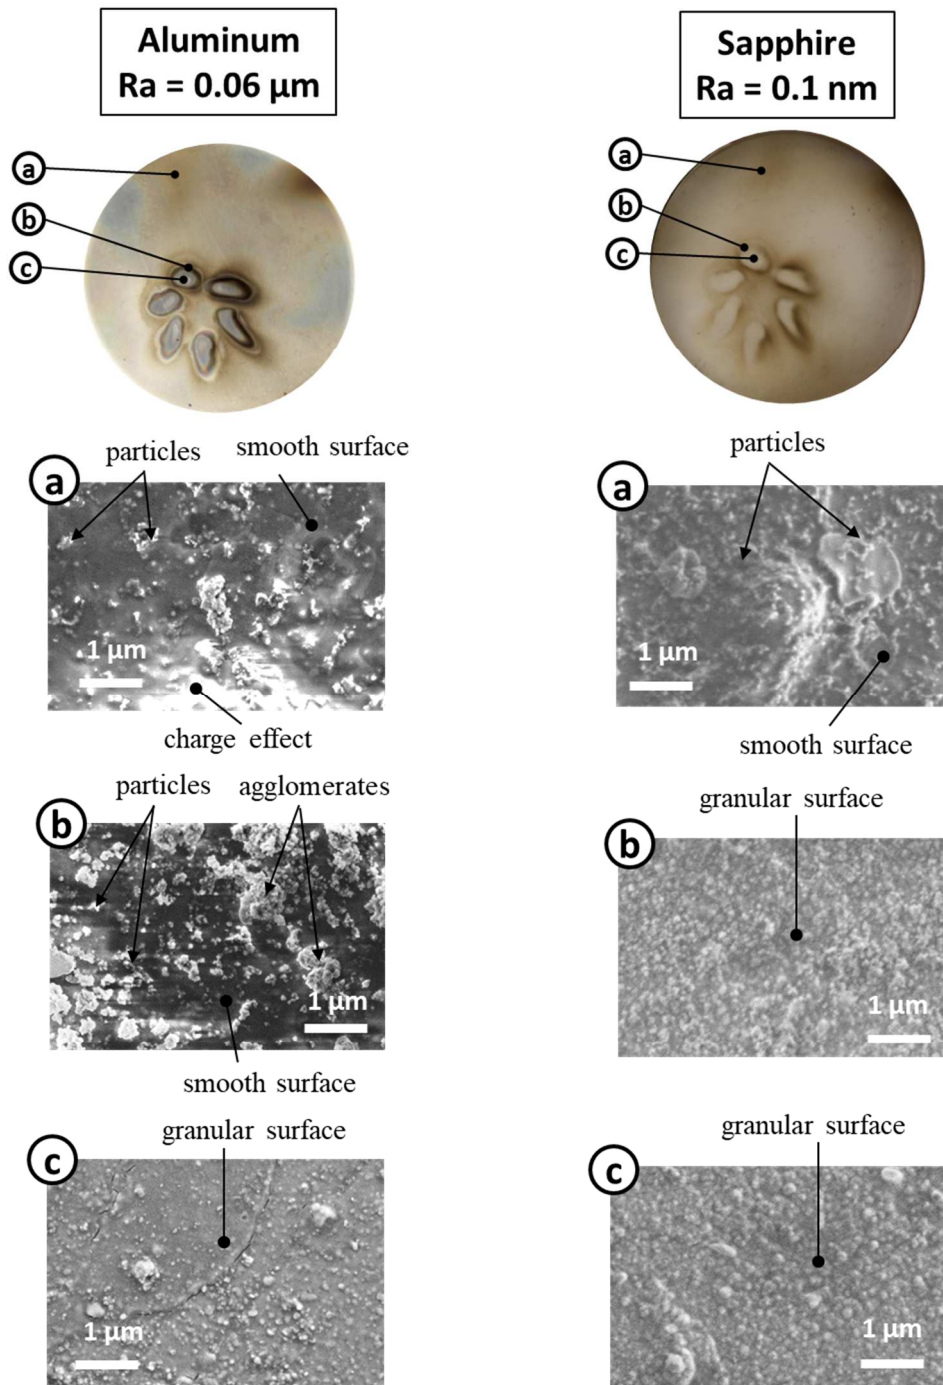 Aluminum
Ra = 0.06 µm
Sapphire
Ra = 0.1 nm
a
b
c
a
b
c
particles
smooth surface
a
1 µm
charge effect
particles
a
1 µm
smooth surface
particles
agglomerates
b
1 µm
smooth surface
granular surface
b
1 µm
granular surface
c
1 µm
granular surface
c
1 µm